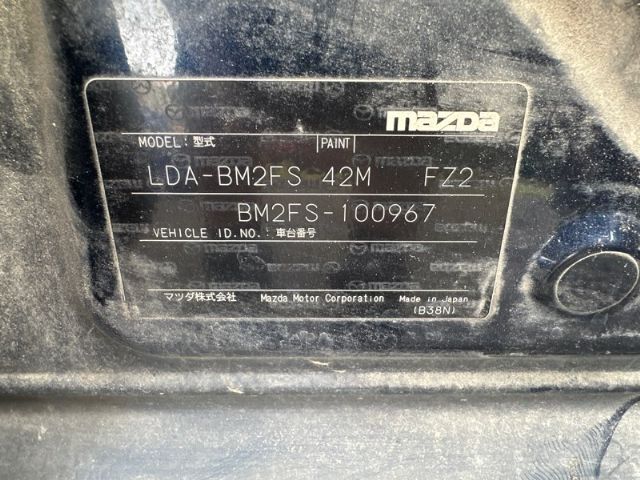 mazda
MODEL: 型式 PAINT
LDA-BM2FS 42M FZ2
BM2FS-100967
VEHICLE ID.NO.: 車台番号
マツダ株式会社 Mazda Motor Corporation Made in Japan
(B38N)